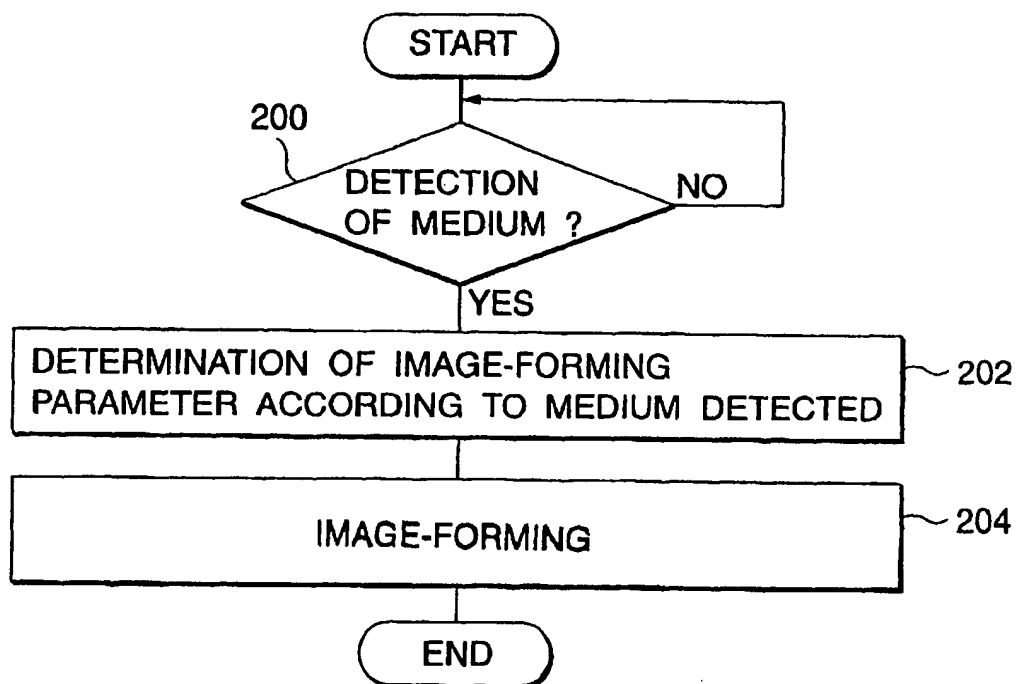 START
200
DETECTION
OF MEDIUM ?
NO
YES
DETERMINATION OF IMAGE-FORMING
PARAMETER ACCORDING TO MEDIUM DETECTED
202
IMAGE-FORMING
204
END